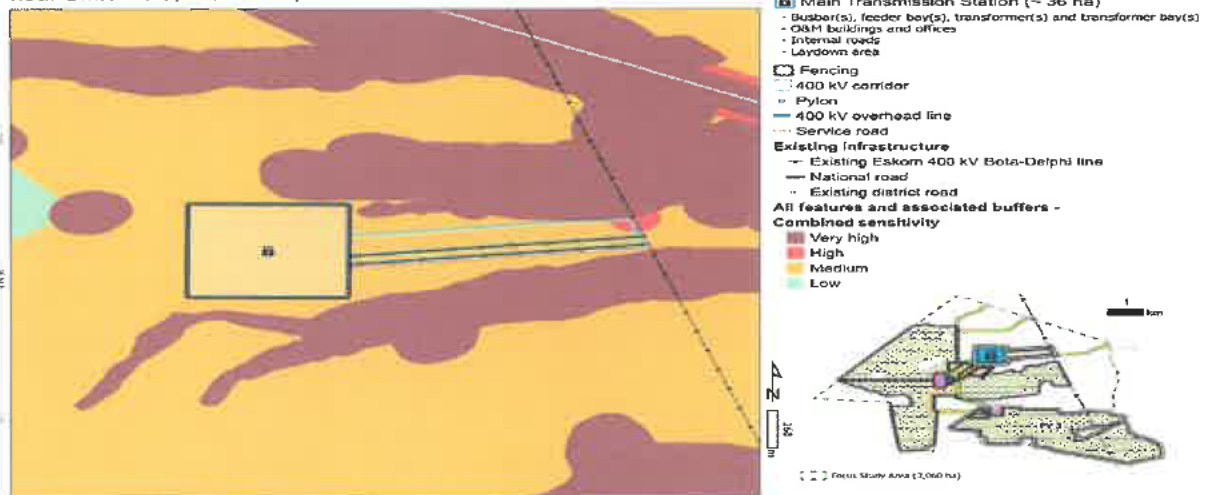 Main Transmission Station (~ 36 ha)
- Busbar(s), feeder bay(s), transformer(s) and transformer bay(s)
- O&M buildings and offices
- Internal roads
- Laydown area
Fencing
400 kV corridor
Pylon
400 kV overhead line
Service road
Existing Infrastructure
Existing Eskom 400 kV Bota-Delphi line
National road
Existing district road
All features and associated buffers -
Combined sensitivity
Very high
High
Medium
Low
1
km
N
m
Focus Study Area